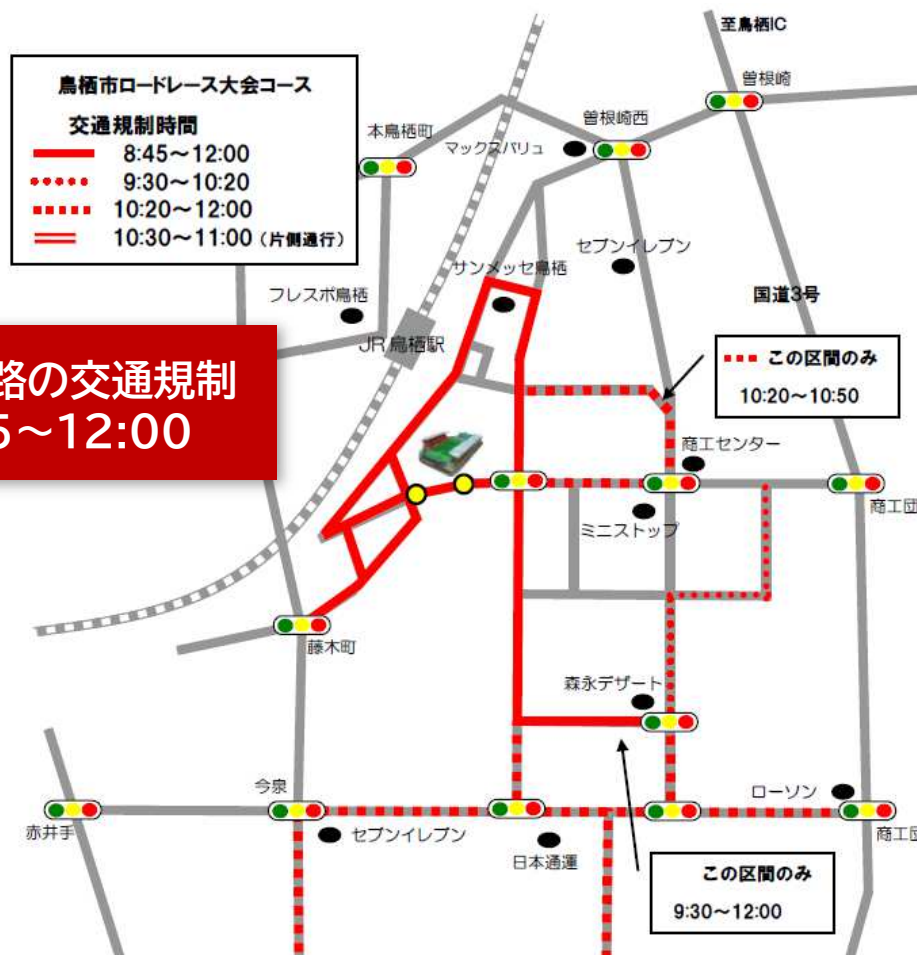 至鳥栖IC
鳥栖市ロードレース大会コース
交通規制時間
8:45～12:00
9:30～10:20
10:20～12:00
10:30～11:00（片側通行）
曽根崎
曽根崎西
本鳥栖町
マックスバリュ
セブンイレブン
サンメッセ鳥栖
フレスポ鳥栖
国道3号
JR 鳥栖駅
この区間のみ
10:20～10:50
路の交通規制
5～12:00
商工センター
商工団
ミニストップ
藤木町
森永デザート
今泉
ローソン
赤井手
セブンイレブン
日本通運
商工団
この区間のみ
9:30～12:00